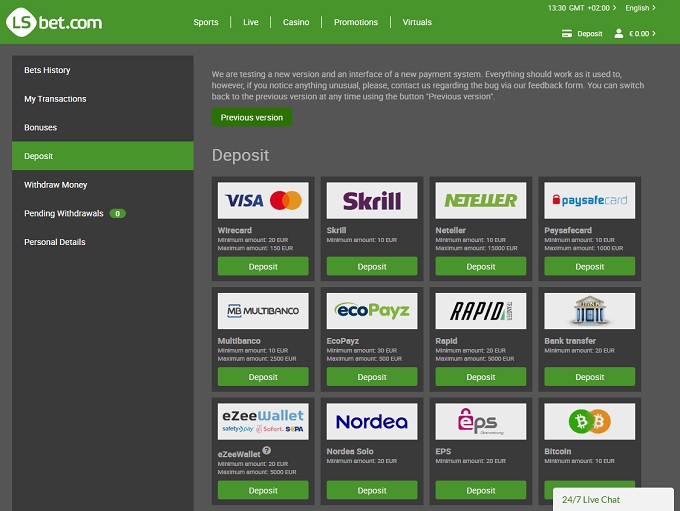 LSbet.com
Sports
Live
Casino
Promotions
Virtuals
13:30 GMT +02:00
English
Deposit
€ 0.00
Bets History
My Transactions
Bonuses
Deposit
Withdraw Money
Pending Withdrawals 0
Personal Details
We are testing a new version and an interface of a new payment system. Everything should work as it used to,
however, if you notice anything unusual, please, contact us regarding the bug via our feedback form. You can switch
back to the previous version at any time using the button "Previous version".
Previous version
Deposit
VISA
Wirecard
Minimum amount: 20 EUR
Maximum amount: 150 EUR
Deposit
Skrill
Skrill
Minimum amount: 10 EUR
Deposit
NETELLER
Neteller
Minimum amount: 10 EUR
Maximum amount: 15000 EUR
Deposit
paysafecard
Paysafecard
Minimum amount: 10 EUR
Maximum amount: 1000 EUR
Deposit
MB MULTIBANCO
Multibanco
Minimum amount: 10 EUR
Maximum amount: 2500 EUR
Deposit
ecoPayz
EcoPayz
Minimum amount: 30 EUR
Maximum amount: 500 EUR
Deposit
RAPID TRANSFER
Rapid
Minimum amount: 20 EUR
Maximum amount: 5000 EUR
Deposit
BANK
Bank transfer
Minimum amount: 20 EUR
Deposit
eZeeWallet
safetypay Sofort. SEPA
eZeeWallet ?
Minimum amount: 20 EUR
Maximum amount: 5000 EUR
Deposit
Nordea
Nordea Solo
Minimum amount: 20 EUR
Deposit
eps
EPS
Minimum amount: 20 EUR
Deposit
Bitcoin
Minimum amount: 10 EUR
Deposit
24/7 Live Chat